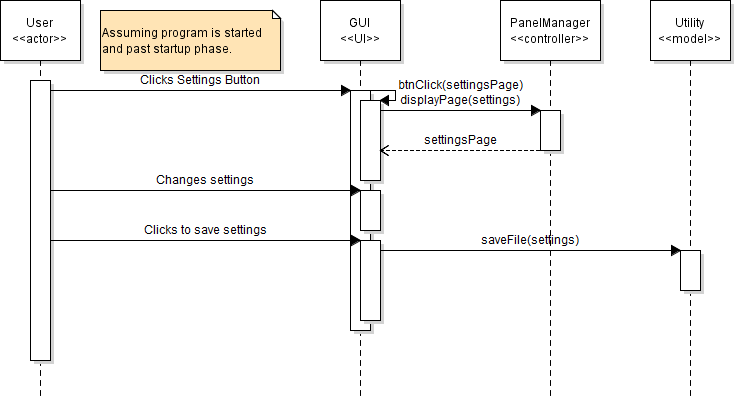 User
<<actor>>
Assuming program is started
and past startup phase.
GUI
<<UI>>
PanelManager
<<controller>>
Utility
<<model>>
Clicks Settings Button
btnClick(settingsPage)
displayPage(settings)
settingsPage
Changes settings
Clicks to save settings
saveFile(settings)